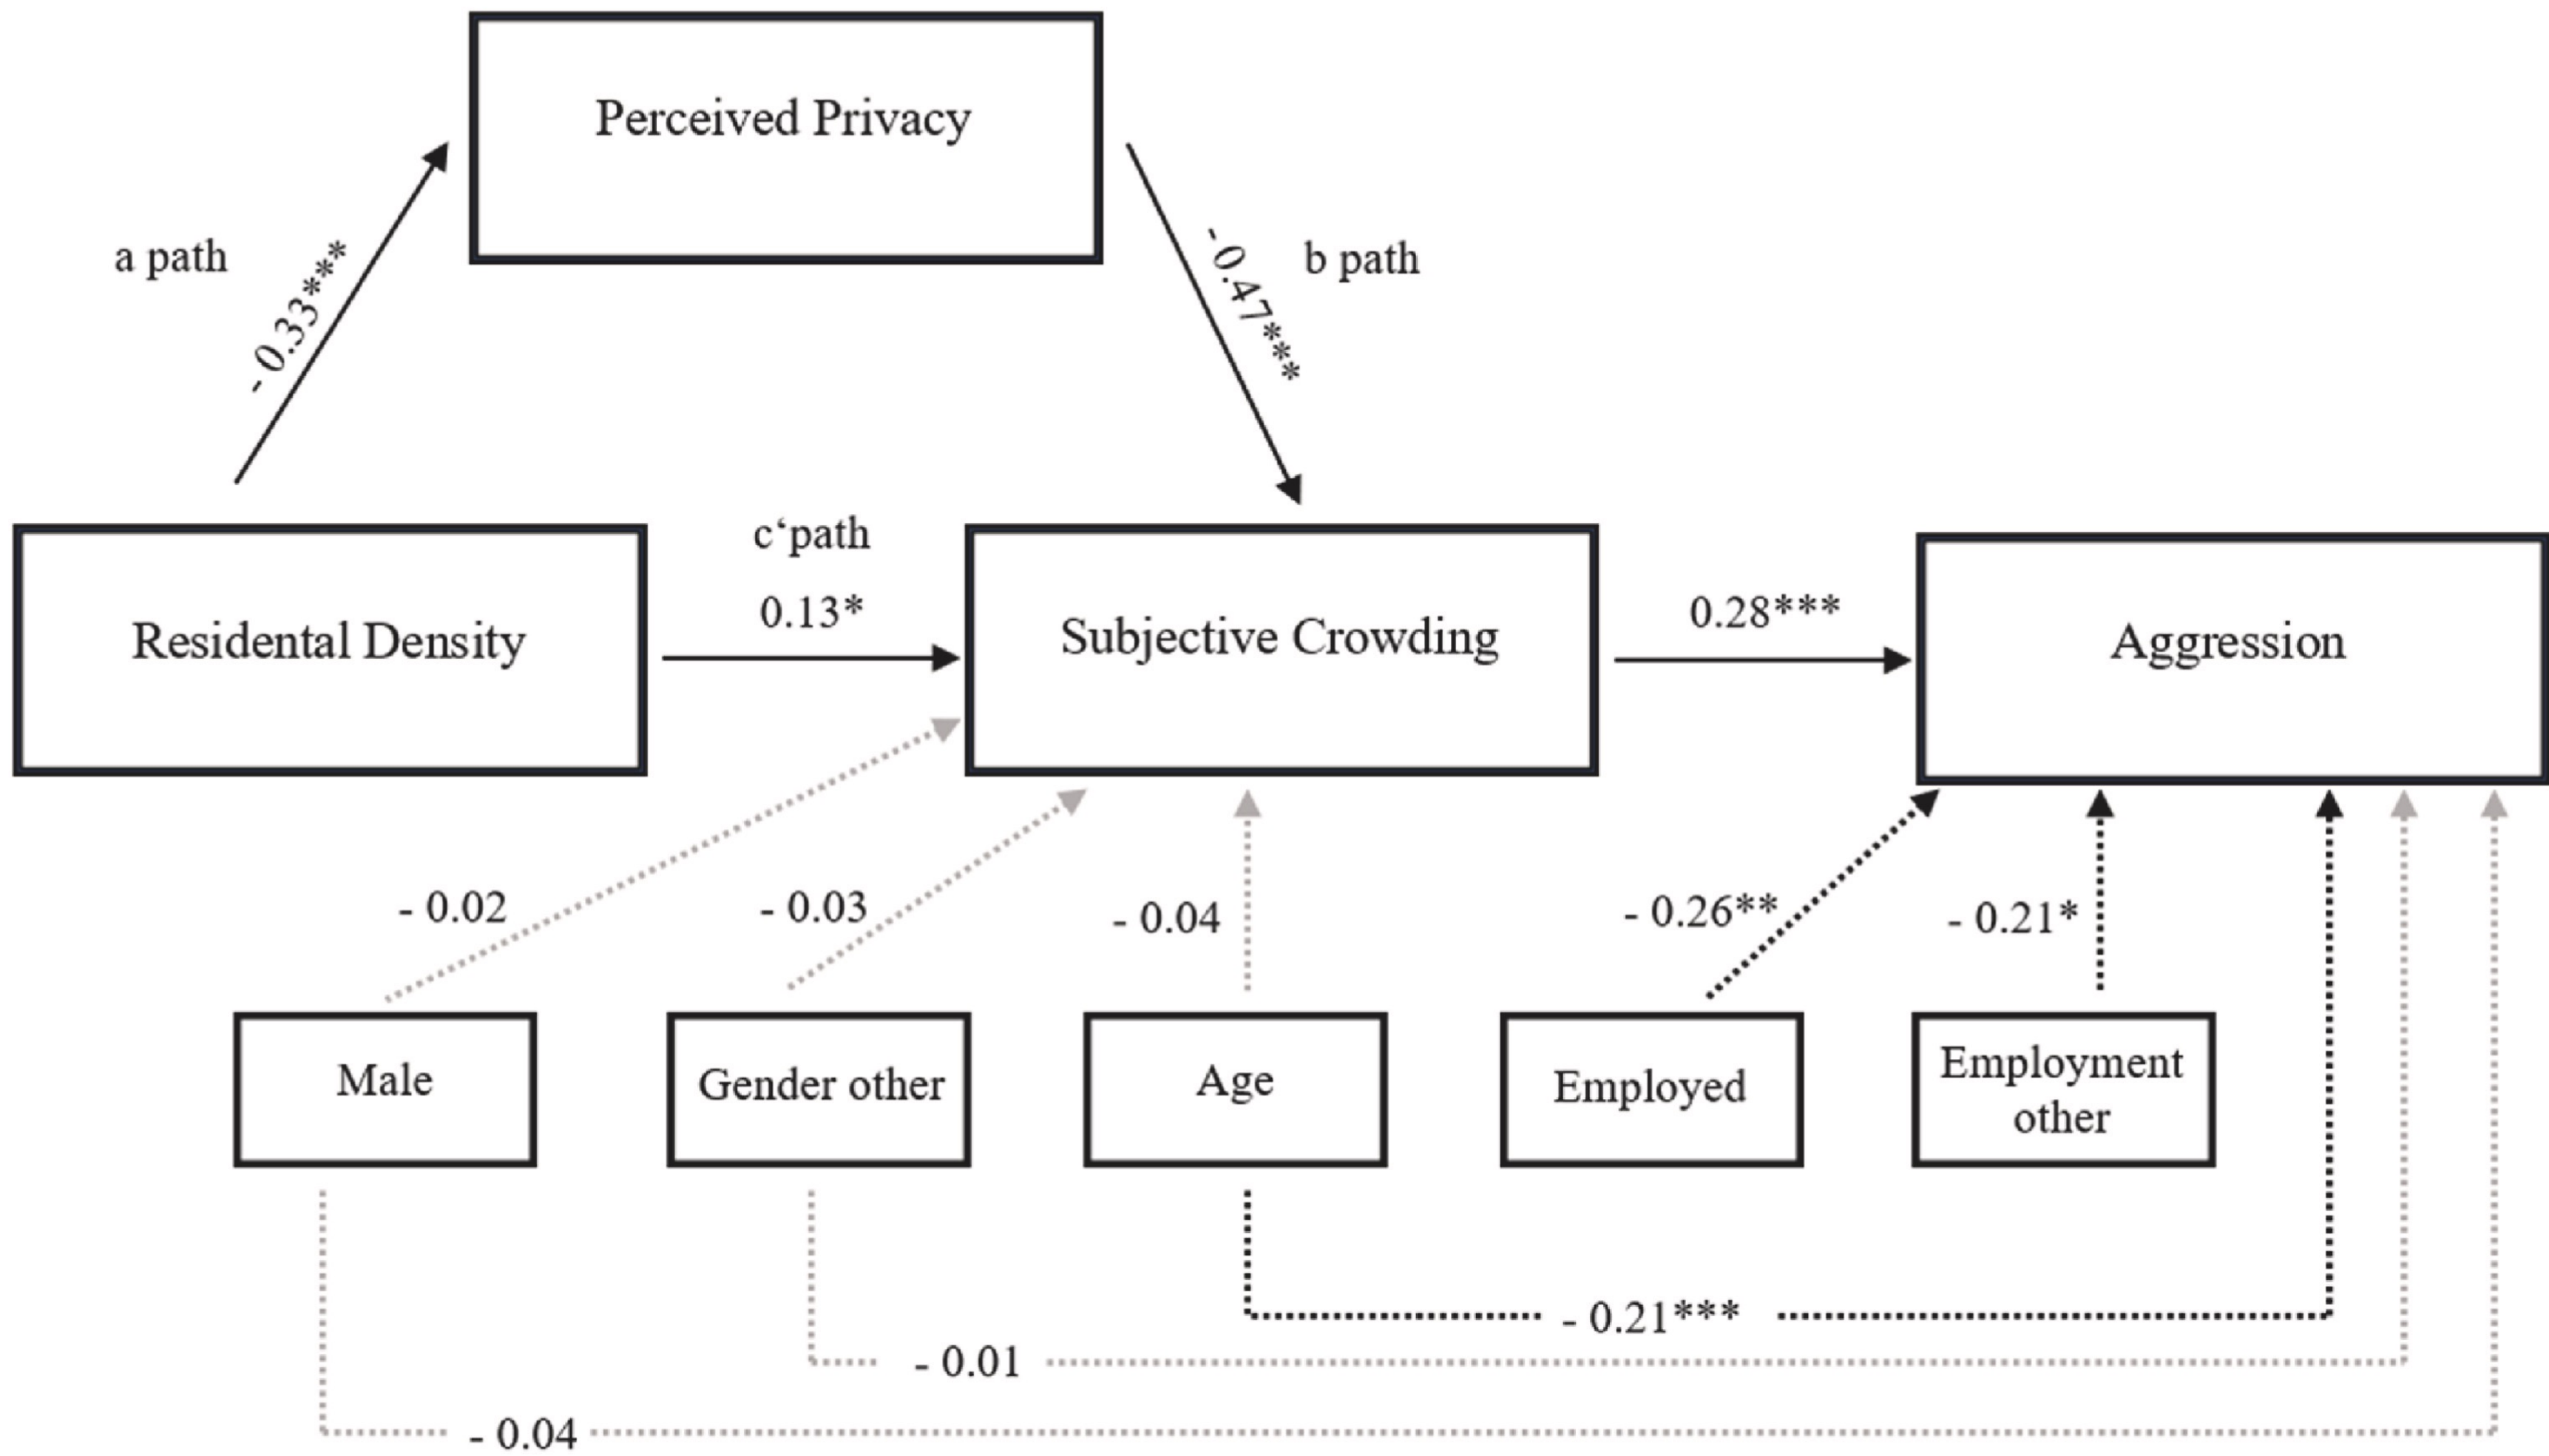 Perceived Privacy
a path
- 0.33***
- 0.47***
b path
c‘path
0.13*
0.28***
Residental Density
Subjective Crowding
Aggression
- 0.02
- 0.03
- 0.04
- 0.26**
- 0.21*
Male
Gender other
Age
Employed
Employment
other
- 0.21***
- 0.01
- 0.04